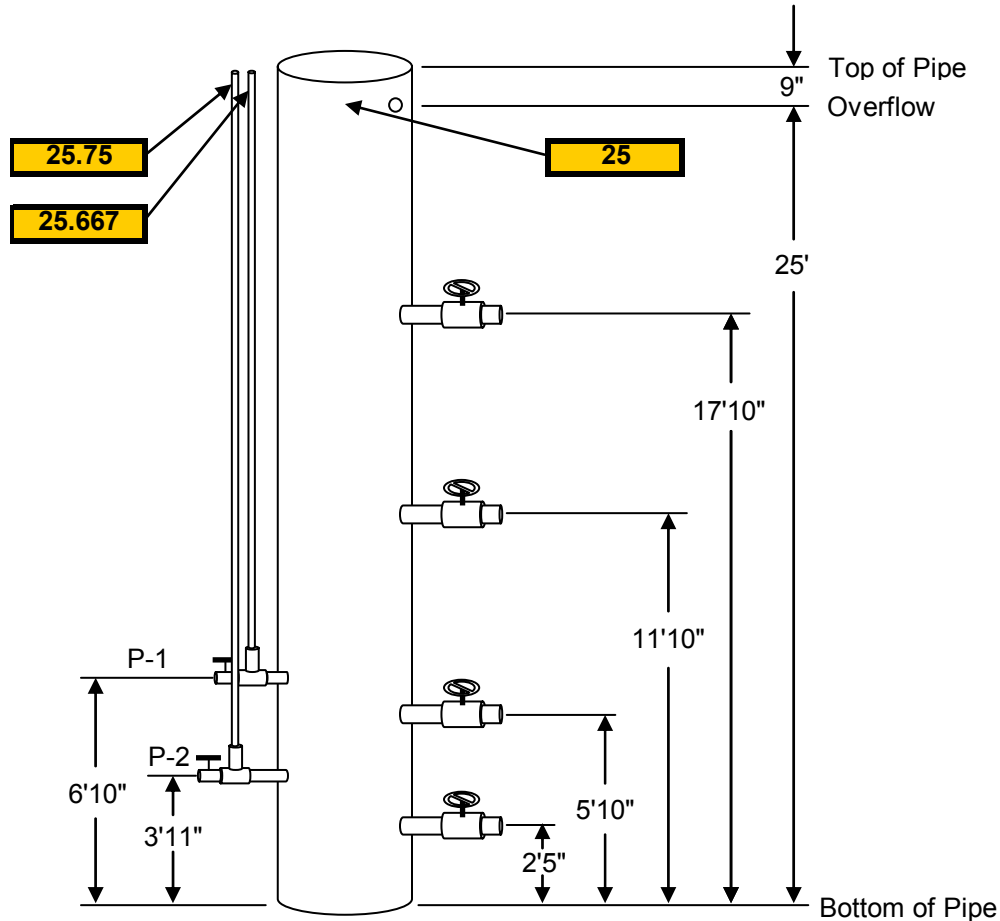 Top of Pipe
9"
Overflow
25.75
25
25.667
25'
17'10"
11'10"
P-1
P-2
6'10"
5'10"
3'11"
2'5"
Bottom of Pipe